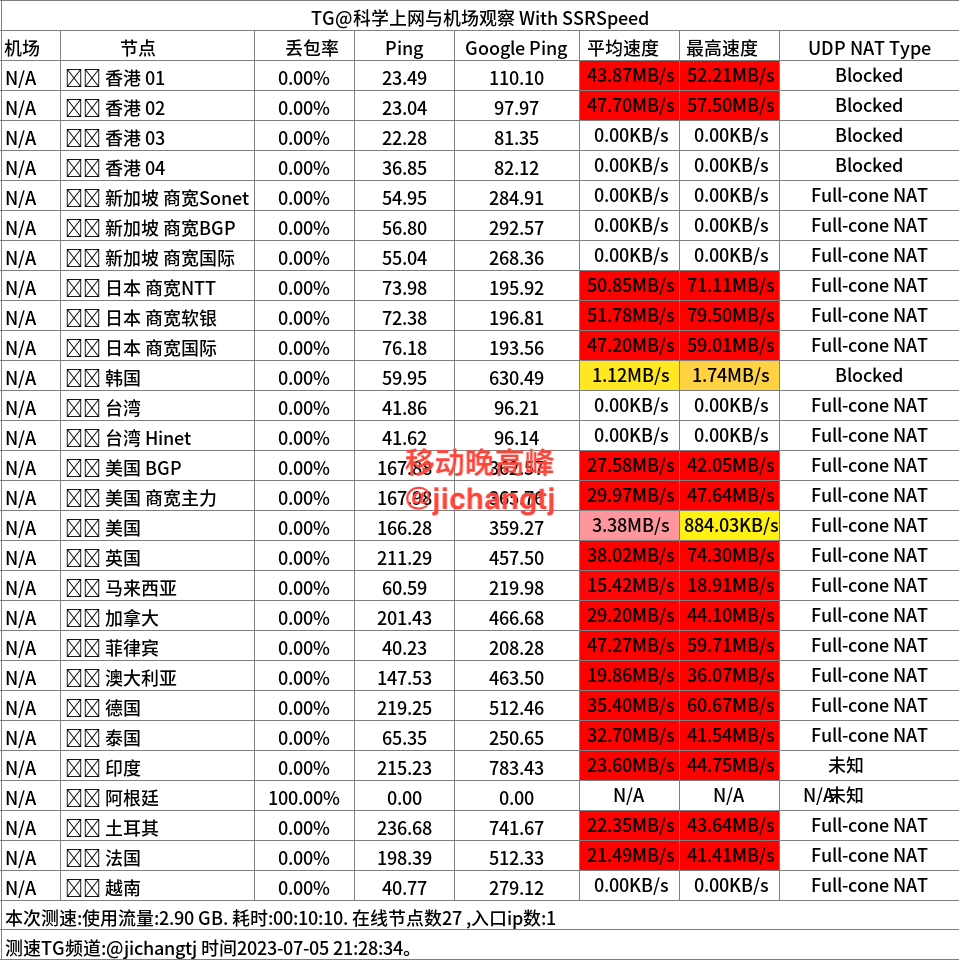 TG@科学上网与机场观察 With SSRSpeed
机场 节点 丢包率 Ping Google Ping 平均速度 最高速度 UDP NAT Type
N/A 香港 01 0.00% 23.49 110.10 43.87MB/s 52.21MB/s Blocked
N/A 香港 02 0.00% 23.04 97.97 47.70MB/s 57.50MB/s Blocked
N/A 香港 03 0.00% 22.28 81.35 0.00KB/s 0.00KB/s Blocked
N/A 香港 04 0.00% 36.85 82.12 0.00KB/s 0.00KB/s Blocked
N/A 新加坡 商宽Sonet 0.00% 54.95 284.91 0.00KB/s 0.00KB/s Full-cone NAT
N/A 新加坡 商宽BGP 0.00% 56.80 292.57 0.00KB/s 0.00KB/s Full-cone NAT
N/A 新加坡 商宽国际 0.00% 55.04 268.36 0.00KB/s 0.00KB/s Full-cone NAT
N/A 日本 商宽NTT 0.00% 73.98 195.92 50.85MB/s 71.11MB/s Full-cone NAT
N/A 日本 商宽软银 0.00% 72.38 196.81 51.78MB/s 79.50MB/s Full-cone NAT
N/A 日本 商宽国际 0.00% 76.18 193.56 47.20MB/s 59.01MB/s Full-cone NAT
N/A 韩国 0.00% 59.95 630.49 1.12MB/s 1.74MB/s Blocked
N/A 台湾 0.00% 41.86 96.21 0.00KB/s 0.00KB/s Full-cone NAT
N/A 台湾 Hinet 0.00% 41.62 96.14 0.00KB/s 0.00KB/s Full-cone NAT
移动晚高峰
N/A 美国 BGP 0.00% 27.58MB/s 42.05MB/s Full-cone NAT
@jichangtj
N/A 美国 商宽主力 0.00% 29.97MB/s 47.64MB/s Full-cone NAT
N/A 美国 0.00% 166.28 359.27 3.38MB/s 884.03KB/s Full-cone NAT
N/A 英国 0.00% 211.29 457.50 38.02MB/s 74.30MB/s Full-cone NAT
N/A 马来西亚 0.00% 60.59 219.98 15.42MB/s 18.91MB/s Full-cone NAT
N/A 加拿大 0.00% 201.43 466.68 29.20MB/s 44.10MB/s Full-cone NAT
N/A 菲律宾 0.00% 40.23 208.28 47.27MB/s 59.71MB/s Full-cone NAT
N/A 澳大利亚 0.00% 147.53 463.50 19.86MB/s 36.07MB/s Full-cone NAT
N/A 德国 0.00% 219.25 512.46 35.40MB/s 60.67MB/s Full-cone NAT
N/A 泰国 0.00% 65.35 250.65 32.70MB/s 41.54MB/s Full-cone NAT
N/A 印度 0.00% 215.23 783.43 23.60MB/s 44.75MB/s 未知
N/A 阿根廷 100.00% 0.00 0.00 N/A N/A N/A 未知
N/A 土耳其 0.00% 236.68 741.67 22.35MB/s 43.64MB/s Full-cone NAT
N/A 法国 0.00% 198.39 512.33 21.49MB/s 41.41MB/s Full-cone NAT
N/A 越南 0.00% 40.77 279.12 0.00KB/s 0.00KB/s Full-cone NAT
本次测速:使用流量:2.90 GB. 耗时:00:10:10. 在线节点数27 ,入口ip数:1
测速TG频道:@jichangtj 时间2023-07-05 21:28:34。